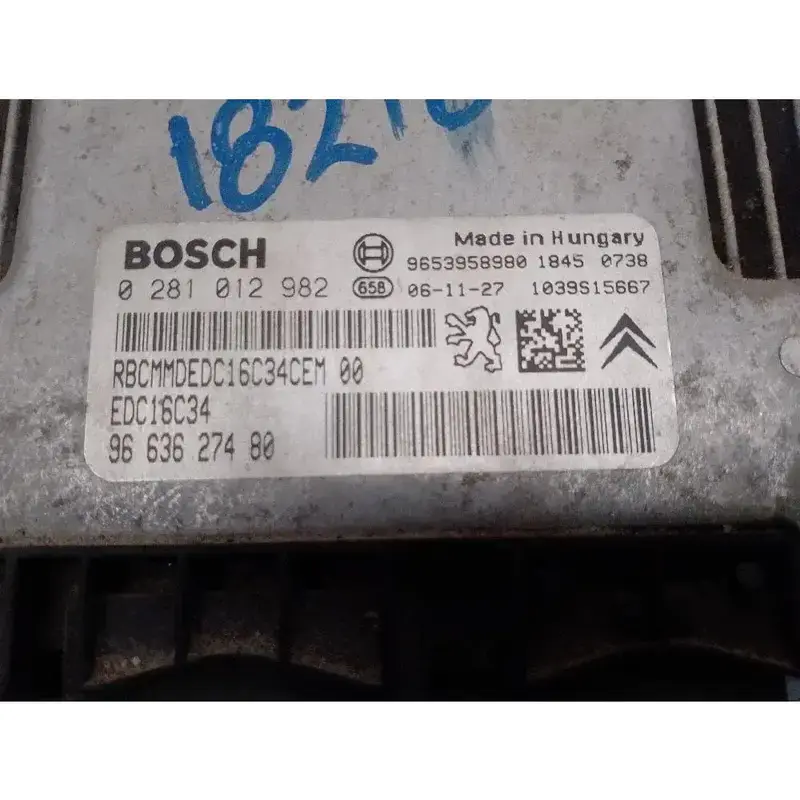 BOSCH
Made in Hungary
9653958980 1845 0738
0 281 012 982 658 06-11-27 1039S15667
RBCMMDEDC16C34CEM 00
EDC16C34
96 636 274 80